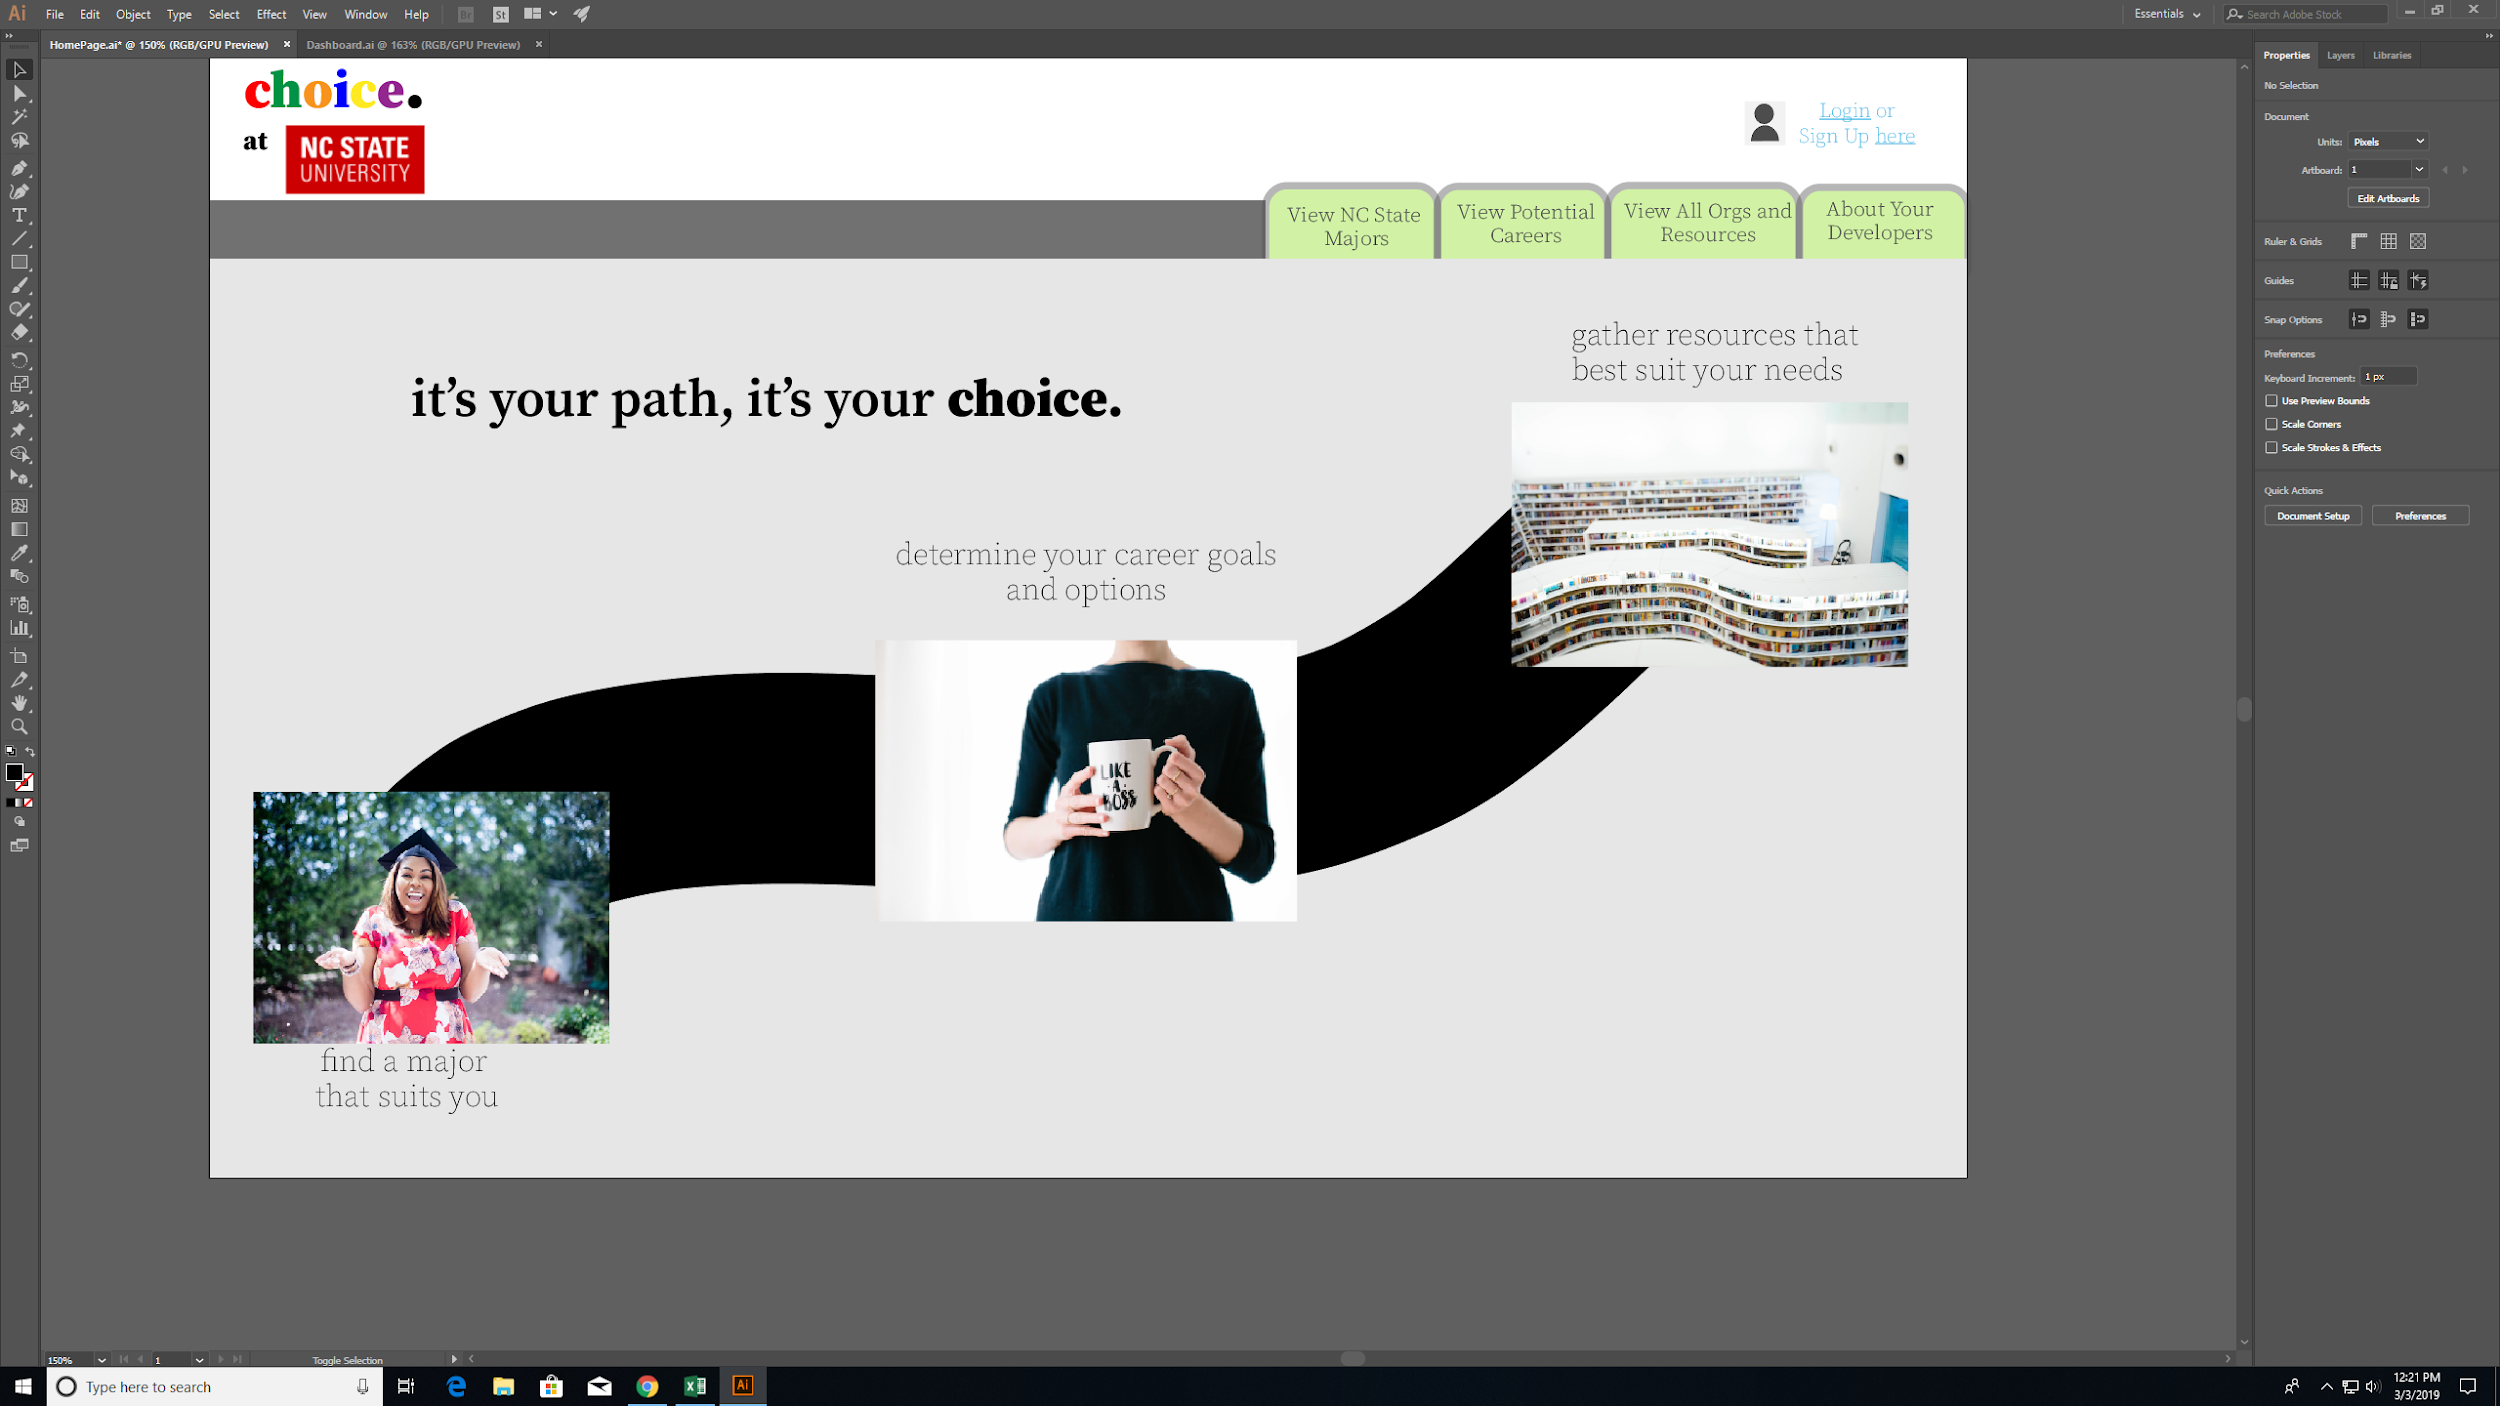 Ai File Edit Object Type Select Effect View Window Help Br St Essentials Search Adobe Stock
HomePage.ai* @ 150% (RGB/GPU Preview) × Dashboard.ai @ 163% (RGB/GPU Preview) ×
choice.
at NC STATE
UNIVERSITY
Login or
Sign Up here
View NC State
Majors
View Potential
Careers
View All Orgs and
Resources
About Your
Developers
it's your path, it's your choice.
gather resources that
best suit your needs
determine your career goals
and options
LIKE
A
BOSS
find a major
that suits you
Properties Layers Libraries
No Selection
Document
Units: Pixels
Artboard: 1
Edit Artboards
Ruler & Grids
Guides
Snap Options
Preferences
Keyboard Increment: 1 px
Use Preview Bounds
Scale Corners
Scale Strokes & Effects
Quick Actions
Document Setup Preferences
150% 1 Toggle Selection
Type here to search
Ai
12:21 PM
3/3/2019